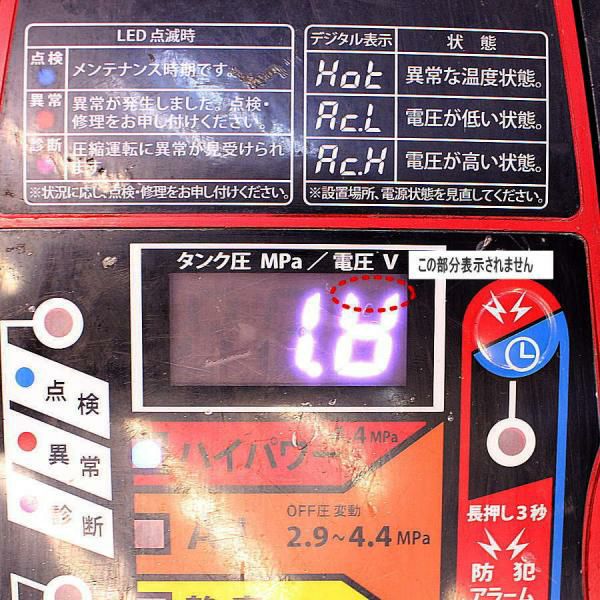 LED 点滅時
点検 メンテナンス時期です。
異常 異常が発生しました。点検・
修理をお申し付けください。
診断 圧縮運転に異常が見受けられ
ます。
※状況に応じ、点検・修理をお申し付けください。
デジタル表示 状態
Hot 異常な温度状態。
Ac.L 電圧が低い状態。
Ac.H 電圧が高い状態。
※設置場所、電源状態を見直してください。
タンク圧 MPa／電圧 V
この部分表示されません
1.8
点検
異常
診断
ハイパワー
4.4 MPa
AI
OFF圧変動
2.9~4.4 MPa
長押し3秒
防犯
アラーム